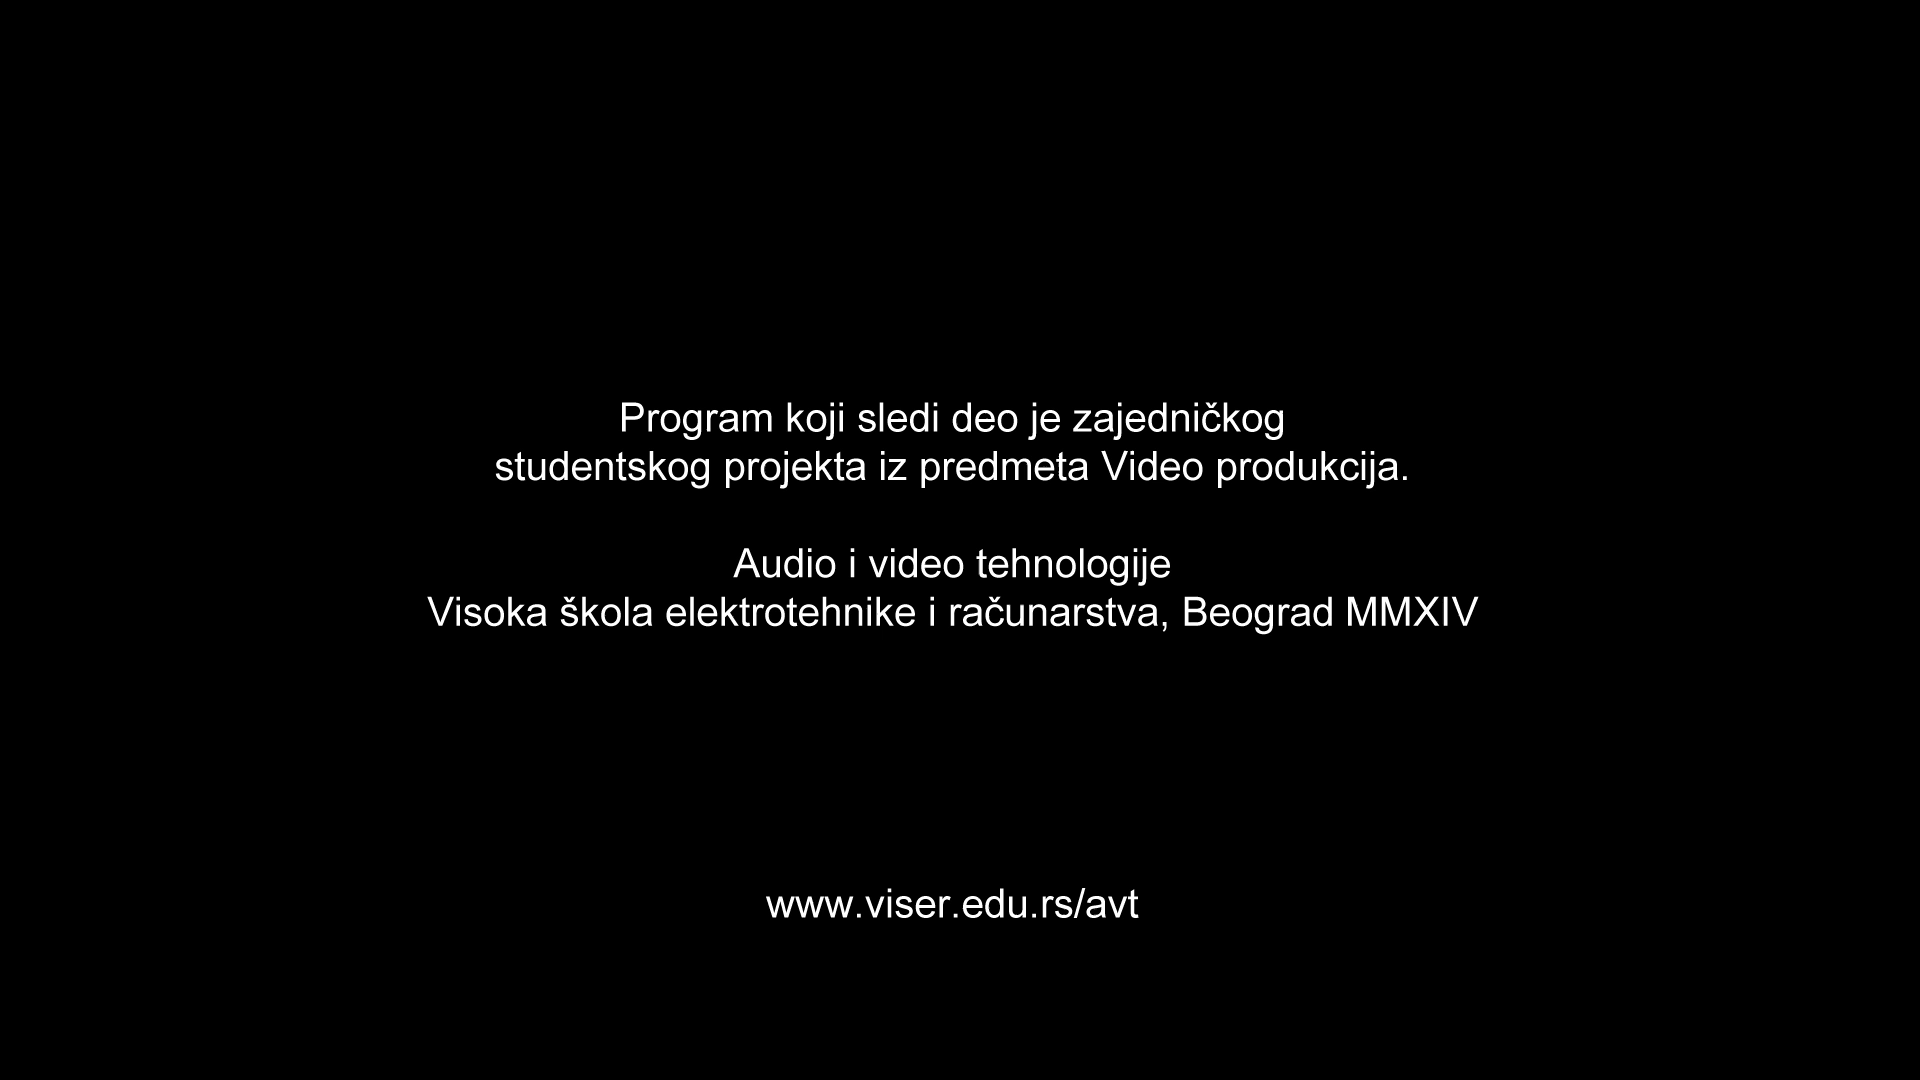 Program koji sledi deo je zajedničkog
studentskog projekta iz predmeta Video produkcija.
Audio i video tehnologije
Visoka škola elektrotehnike i računarstva, Beograd MMXIV
www.viser.edu.rs/avt